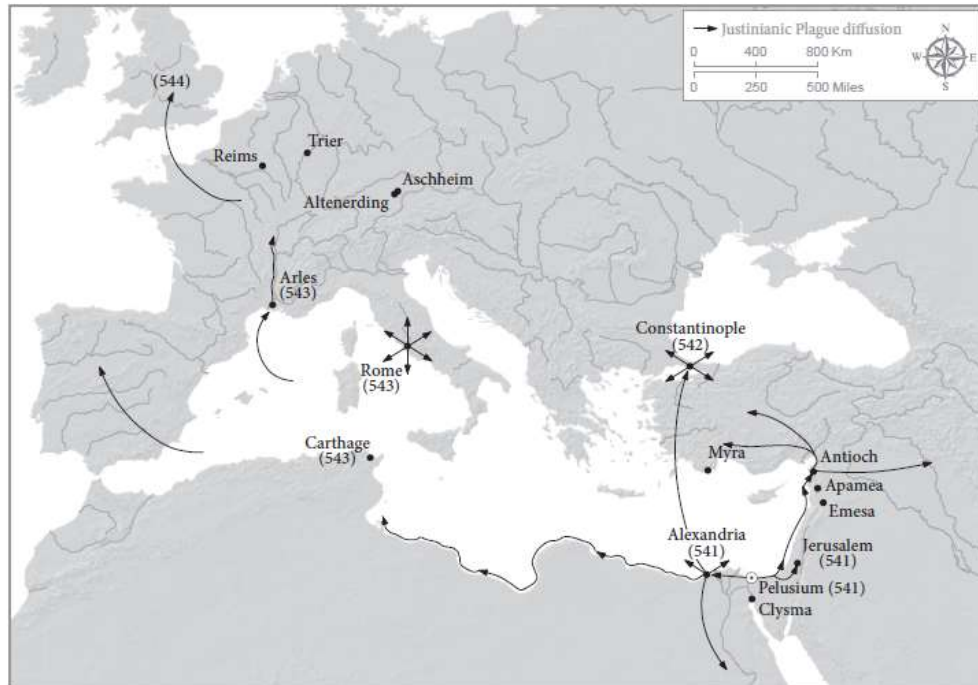 Justinianic Plague diffusion
0 400 800 Km
0 250 500 Miles
N
W E
S
(544)
Trier
Reims
Aschheim
Altenerding
Arles
(543)
Constantinople
(542)
Rome
(543)
Carthage
(543)
Myra
Antioch
Apamea
Emesa
Alexandria
(541)
Jerusalem
(541)
Pelusium (541)
Clysma